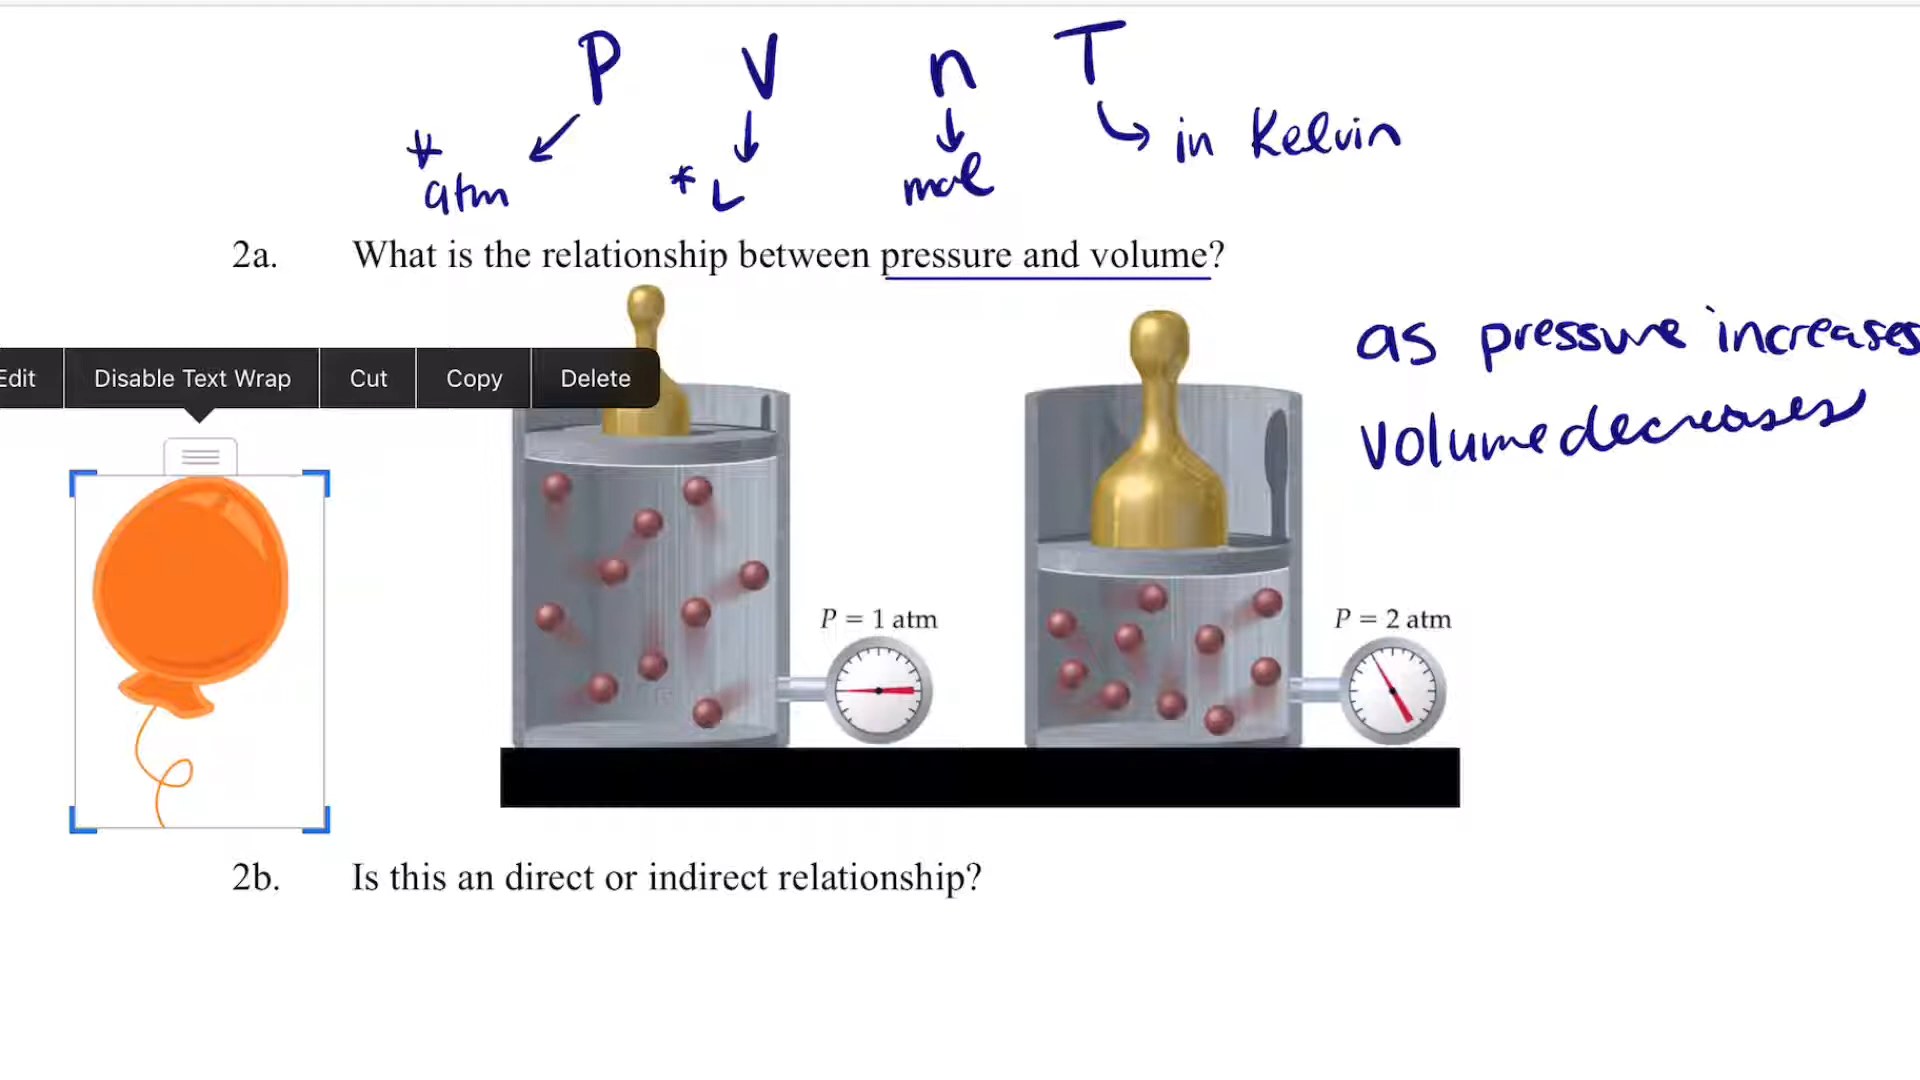 P V n T
* atm * L mol in Kelvin
2a. What is the relationship between pressure and volume?
as pressure increases
Edit Disable Text Wrap Cut Copy Delete
volume decreases
P = 1 atm P = 2 atm
2b. Is this an direct or indirect relationship?